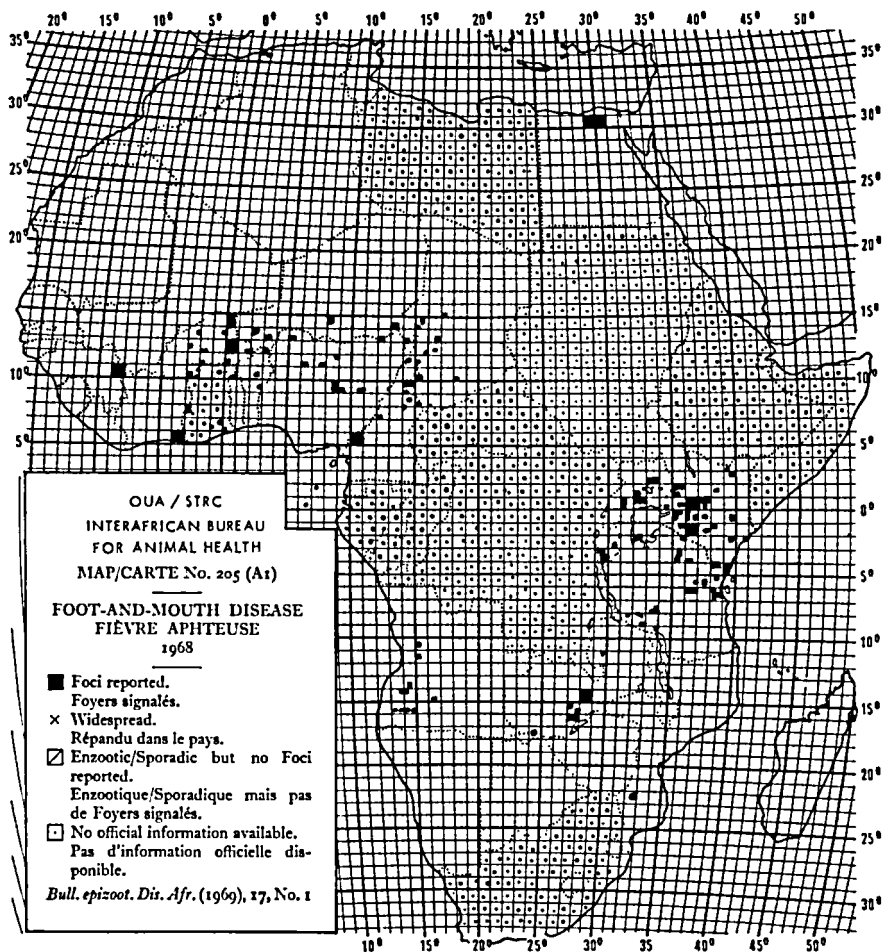 20° 15° 10° 5° 0° 5° 10° 15° 20° 25° 30° 35° 40° 45° 50°
35° 35°
30° 30°
25° 25°
20° 20°
15° 15°
10° 10°
5° 5°
0°
5°
10°
15°
20°
25°
30°
10° 15° 20° 25° 30° 35° 40° 45° 50°
OUA / STRC
INTERAFRICAN BUREAU
FOR ANIMAL HEALTH
MAP/CARTE No. 205 (A1)
FOOT-AND-MOUTH DISEASE
FIÈVRE APHTEUSE
1968
Foci reported.
Foyers signalés.
Widespread.
Répandu dans le pays.
Enzootic/Sporadic but no Foci
reported.
Enzootique/Sporadique mais pas
de Foyers signalés.
No official information available.
Pas d'information officielle dis-
ponible.
Bull. epizoot. Dis. Afr. (1969), 17, No. 1